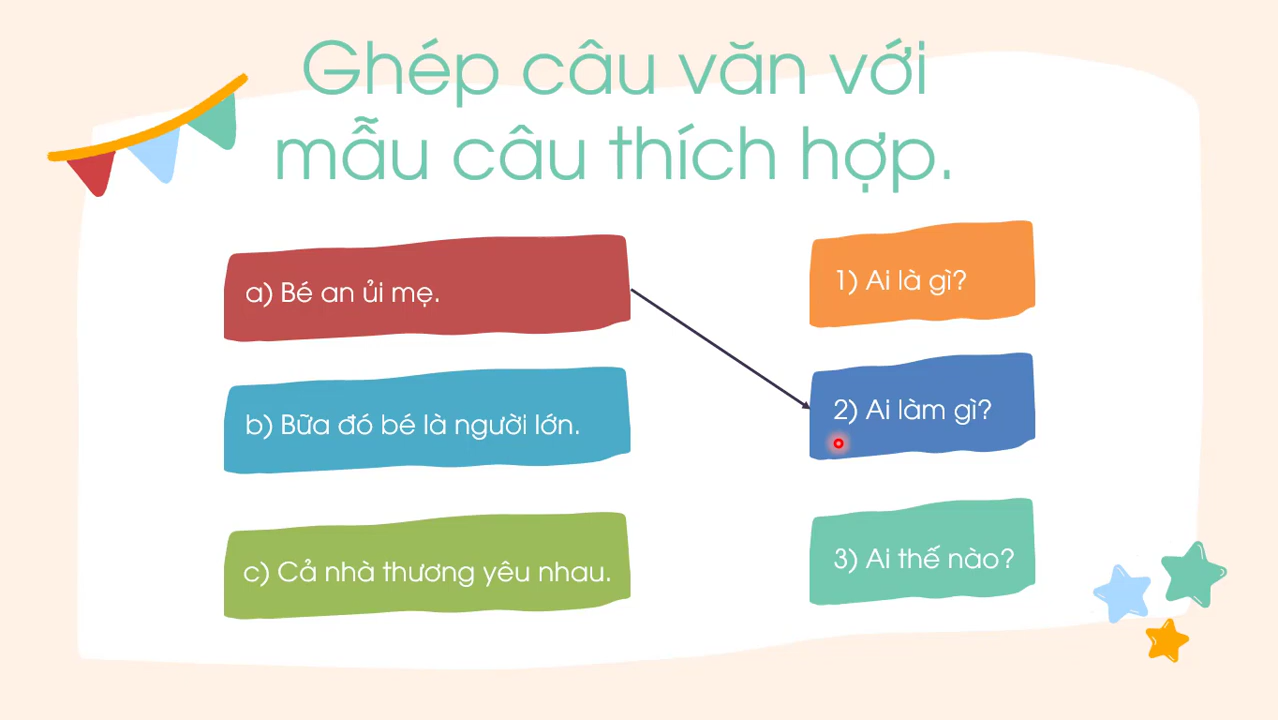 Ghép câu văn với
mẫu câu thích hợp.
a) Bé an ủi mẹ.
1) Ai là gì?
b) Bữa đó bé là người lớn.
2) Ai làm gì?
c) Cả nhà thương yêu nhau.
3) Ai thế nào?